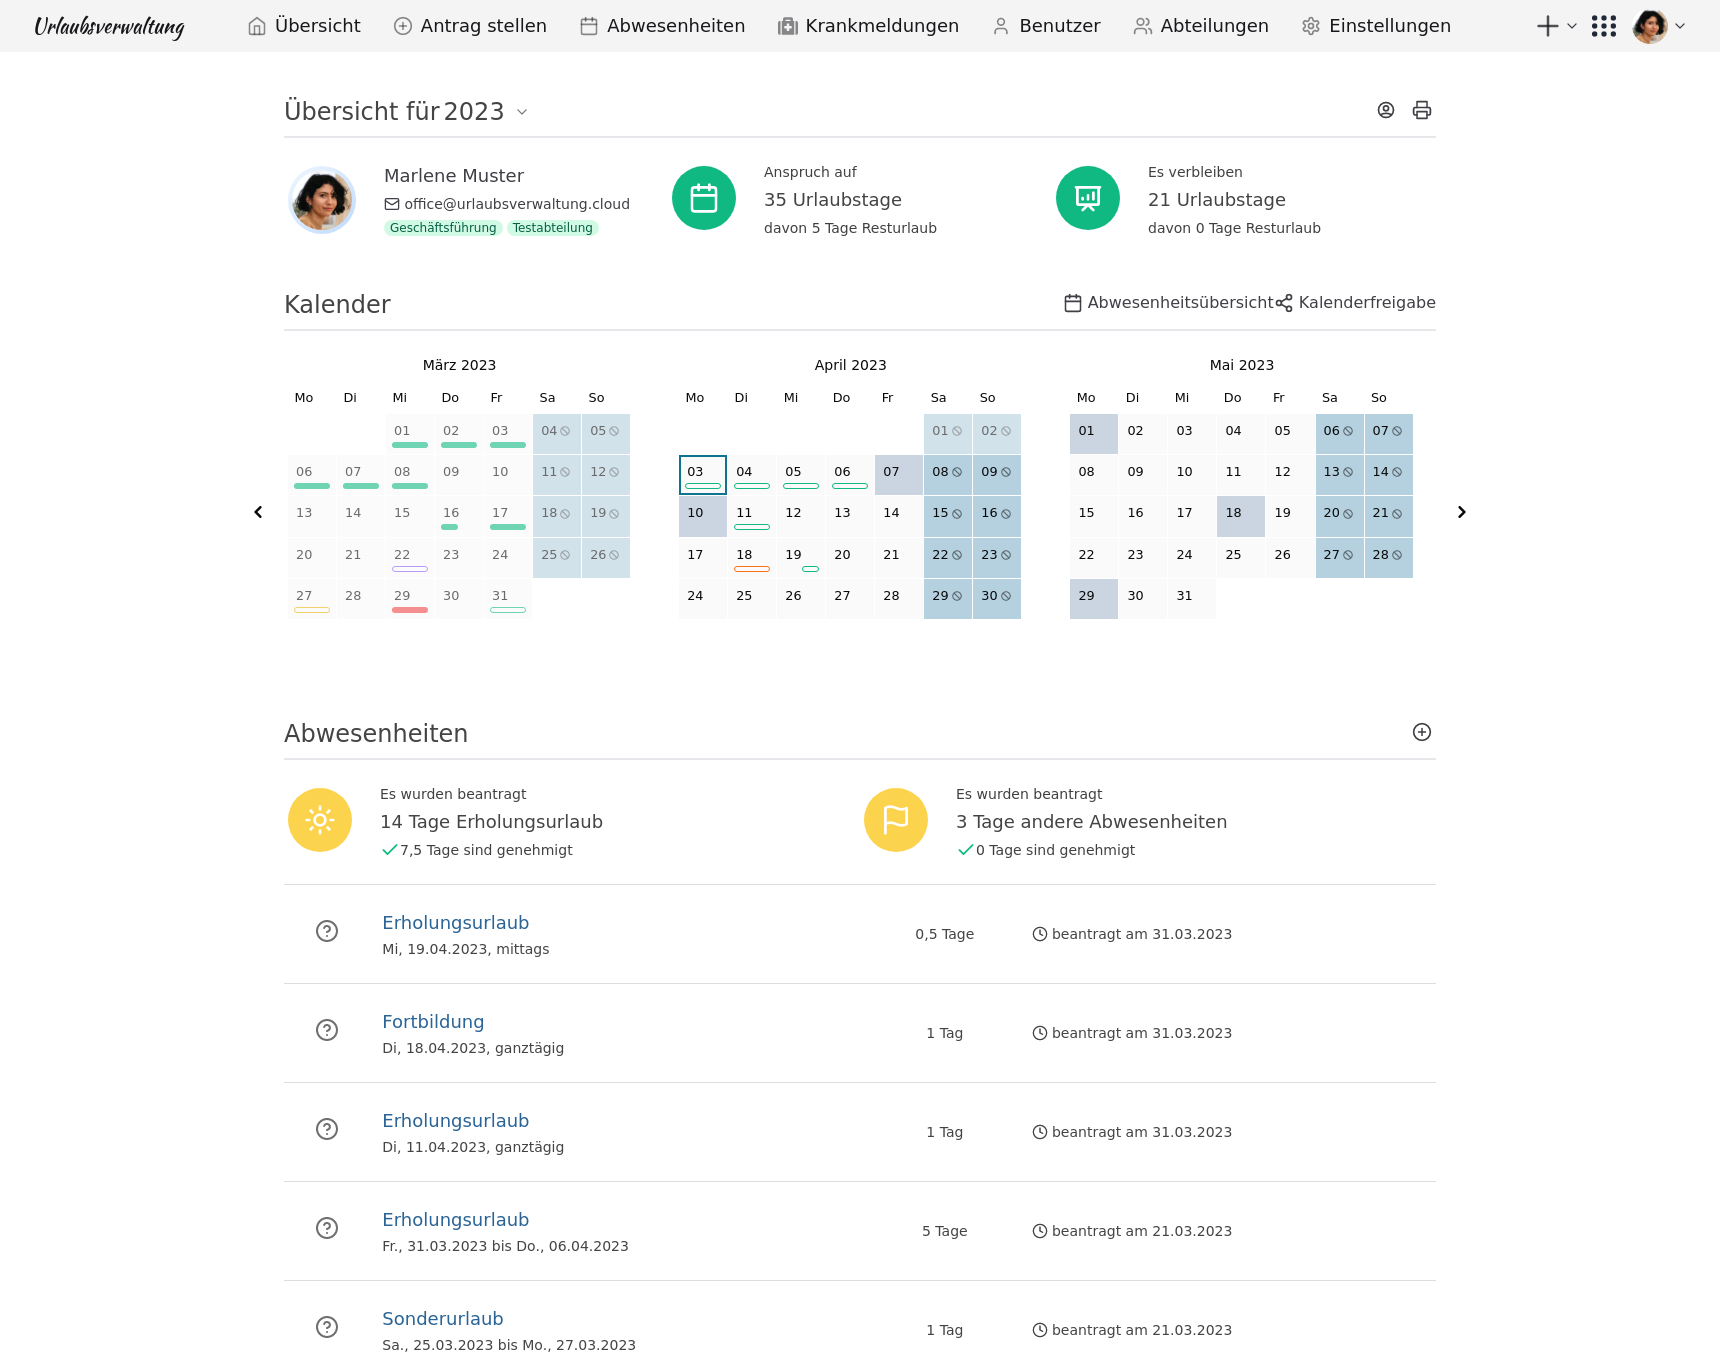 Urlaubsverwaltung Übersicht Antrag stellen Abwesenheiten Krankmeldungen Benutzer Abteilungen Einstellungen
Übersicht für 2023
Marlene Muster
office@urlaubsverwaltung.cloud
Geschäftsführung Testabteilung
Anspruch auf
35 Urlaubstage
davon 5 Tage Resturlaub
Es verbleiben
21 Urlaubstage
davon 0 Tage Resturlaub
Kalender
Abwesenheitsübersicht Kalenderfreigabe
März 2023
Mo Di Mi Do Fr Sa So
01 02 03 04 05
06 07 08 09 10 11 12
13 14 15 16 17 18 19
20 21 22 23 24 25 26
27 28 29 30 31
April 2023
Mo Di Mi Do Fr Sa So
01 02
03 04 05 06 07 08 09
10 11 12 13 14 15 16
17 18 19 20 21 22 23
24 25 26 27 28 29 30
Mai 2023
Mo Di Mi Do Fr Sa So
01 02 03 04 05 06 07
08 09 10 11 12 13 14
15 16 17 18 19 20 21
22 23 24 25 26 27 28
29 30 31
Abwesenheiten
Es wurden beantragt
14 Tage Erholungsurlaub
7,5 Tage sind genehmigt
Es wurden beantragt
3 Tage andere Abwesenheiten
0 Tage sind genehmigt
Erholungsurlaub
Mi, 19.04.2023, mittags
0,5 Tage
beantragt am 31.03.2023
Fortbildung
Di, 18.04.2023, ganztägig
1 Tag
beantragt am 31.03.2023
Erholungsurlaub
Di, 11.04.2023, ganztägig
1 Tag
beantragt am 31.03.2023
Erholungsurlaub
Fr., 31.03.2023 bis Do., 06.04.2023
5 Tage
beantragt am 21.03.2023
Sonderurlaub
Sa., 25.03.2023 bis Mo., 27.03.2023
1 Tag
beantragt am 21.03.2023